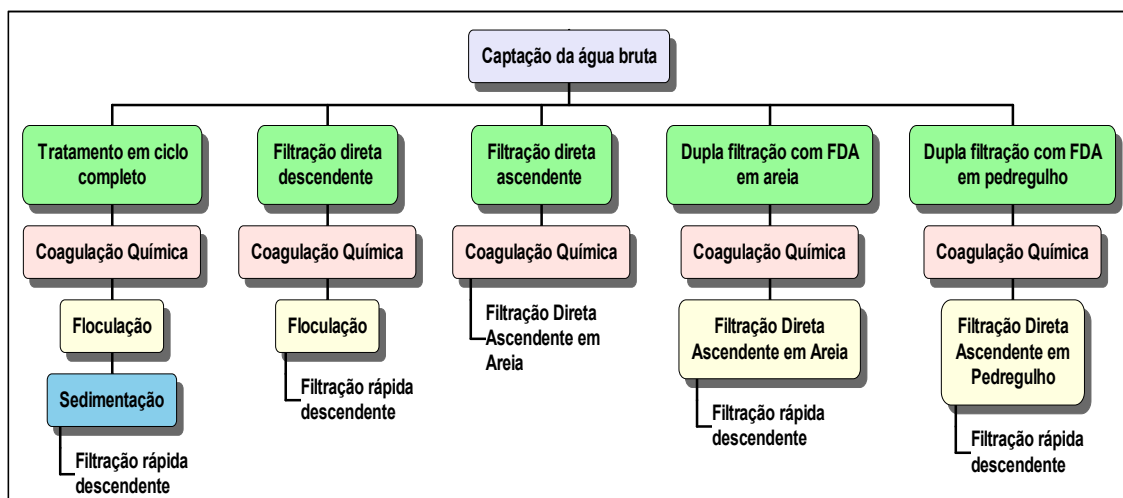 Captação da água bruta
Tratamento em ciclo
completo
Filtração direta
descendente
Filtração direta
ascendente
Dupla filtração com FDA
em areia
Dupla filtração com FDA
em pedregulho
Coagulação Química
Coagulação Química
Coagulação Química
Coagulação Química
Coagulação Química
Floculação
Floculação
Filtração Direta
Ascendente em
Areia
Filtração Direta
Ascendente em Areia
Filtração Direta
Ascendente em
Pedregulho
Sedimentação
Filtração rápida
descendente
Filtração rápida
descendente
Filtração rápida
descendente
Filtração rápida
descendente